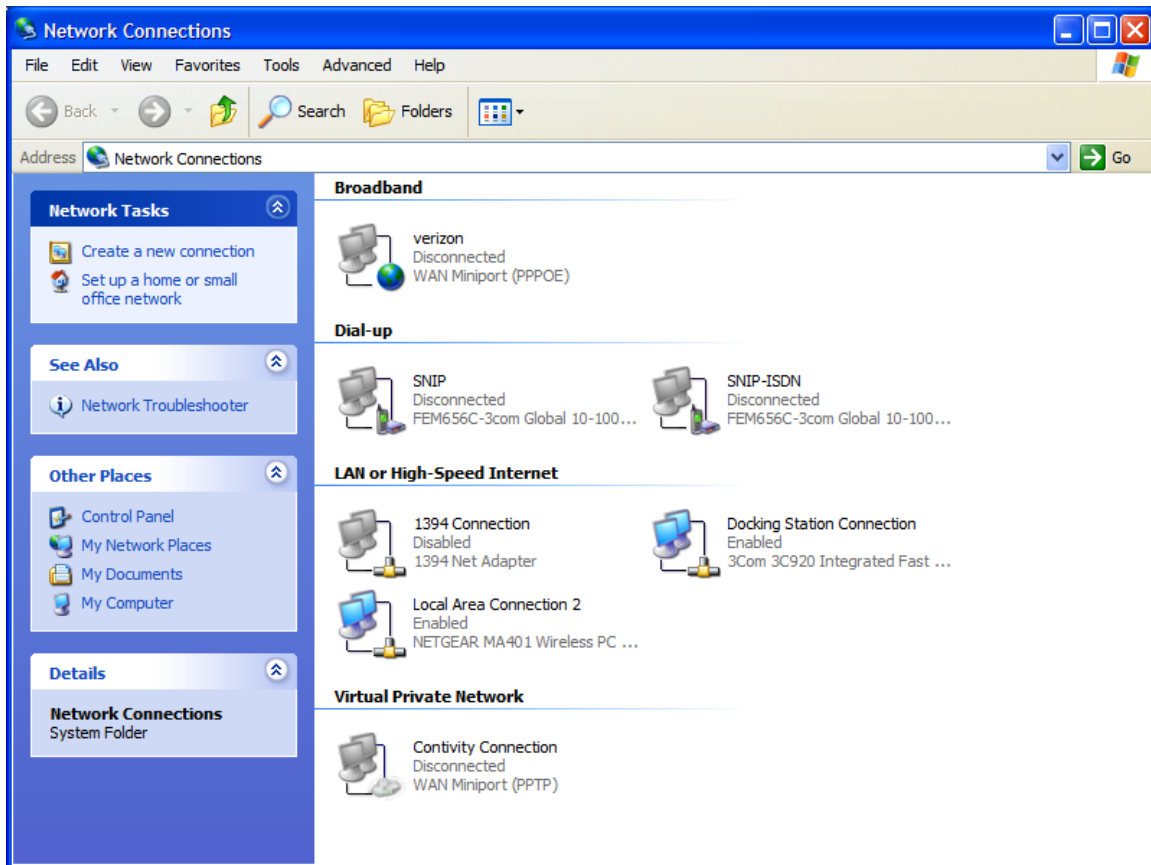 Network Connections
File Edit View Favorites Tools Advanced Help
Back Search Folders
Address Network Connections Go
Network Tasks
Create a new connection
Set up a home or small
office network
See Also
Network Troubleshooter
Other Places
Control Panel
My Network Places
My Documents
My Computer
Details
Network Connections
System Folder
Broadband
verizon
Disconnected
WAN Miniport (PPPOE)
Dial-up
SNIP
Disconnected
FEM656C-3com Global 10-100...
SNIP-ISDN
Disconnected
FEM656C-3com Global 10-100...
LAN or High-Speed Internet
1394 Connection
Disabled
1394 Net Adapter
Docking Station Connection
Enabled
3Com 3C920 Integrated Fast ...
Local Area Connection 2
Enabled
NETGEAR MA401 Wireless PC ...
Virtual Private Network
Contivity Connection
Disconnected
WAN Miniport (PPTP)